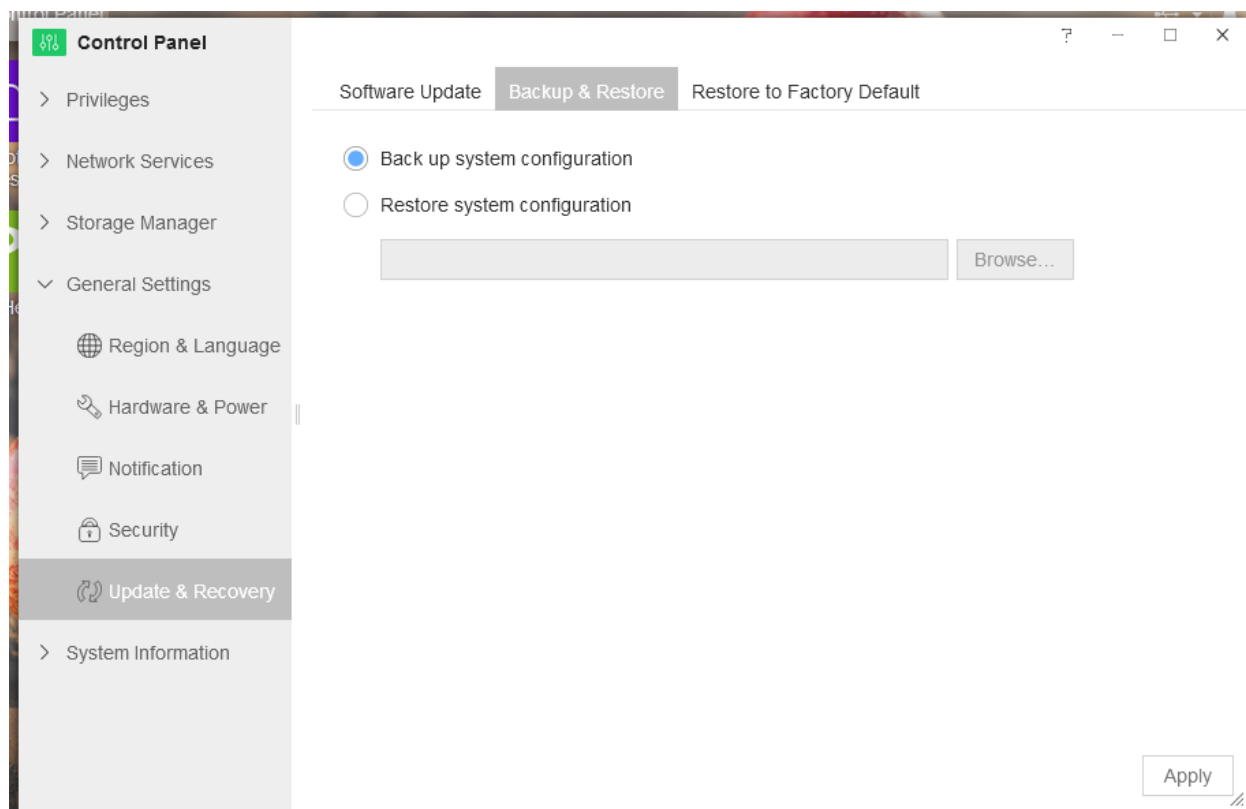 Control Panel
Privileges
Network Services
Storage Manager
General Settings
Region & Language
Hardware & Power
Notification
Security
Update & Recovery
System Information
Software Update
Backup & Restore
Restore to Factory Default
Back up system configuration
Restore system configuration
Browse...
Apply